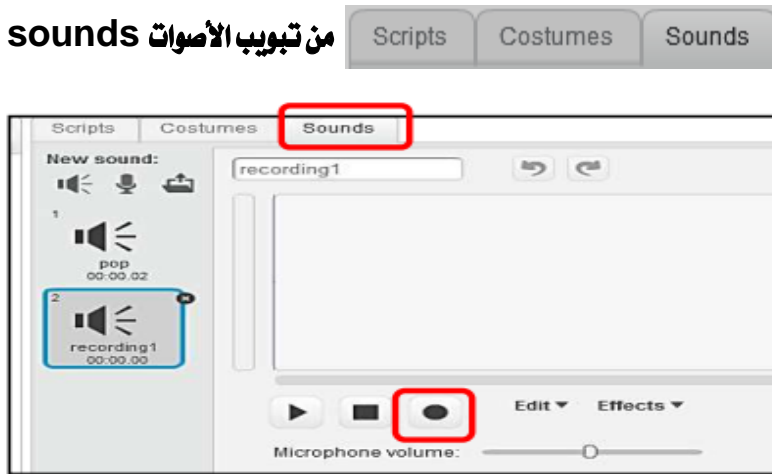 من تبويب الأصوات sounds
Scripts Costumes Sounds
Scripts Costumes Sounds
New sound:
recording1
1
pop
00:00.02
2
recording1
00:00.00
Edit Effects
Microphone volume: